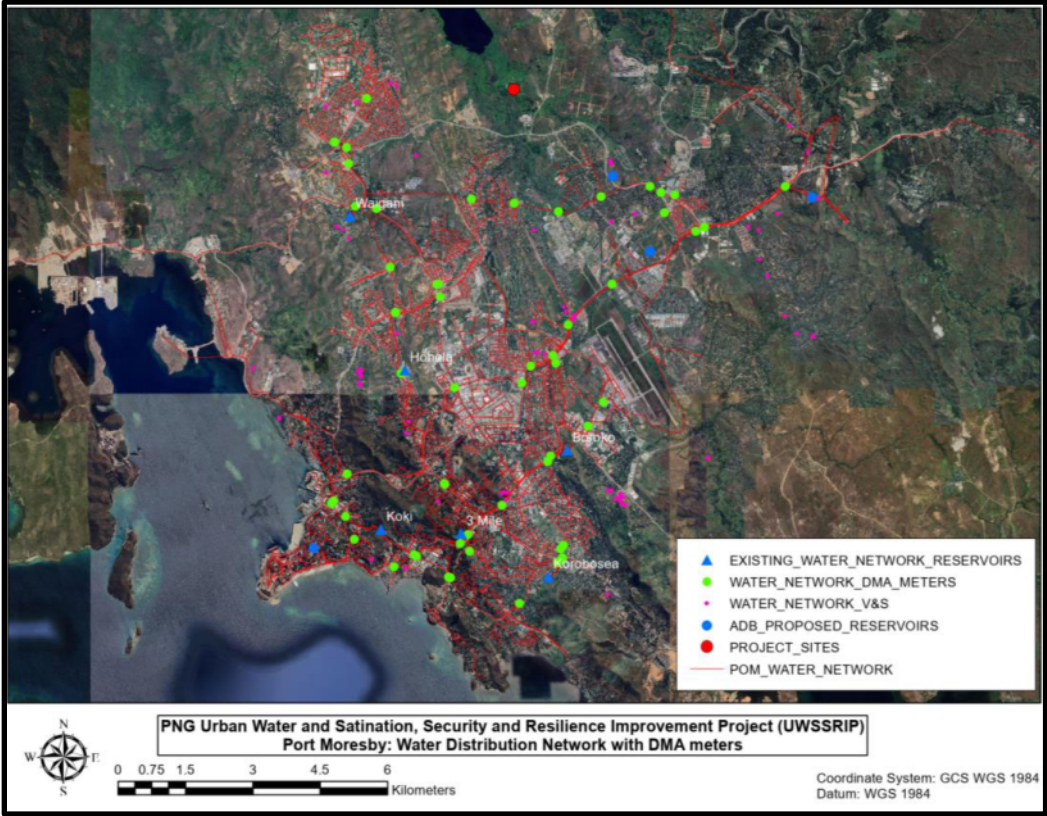 Waigani
Hohola
Boroko
Koki
3 Mile
Korobosea
EXISTING_WATER_NETWORK_RESERVOIRS
WATER_NETWORK_DMA_METERS
WATER_NETWORK_V&S
ADB_PROPOSED_RESERVOIRS
PROJECT_SITES
POM_WATER_NETWORK
N
W E
S
PNG Urban Water and Satination, Security and Resilience Improvement Project (UWSSRIP)
Port Moresby: Water Distribution Network with DMA meters
0 0.75 1.5 3 4.5 6
Kilometers
Coordinate System: GCS WGS 1984
Datum: WGS 1984